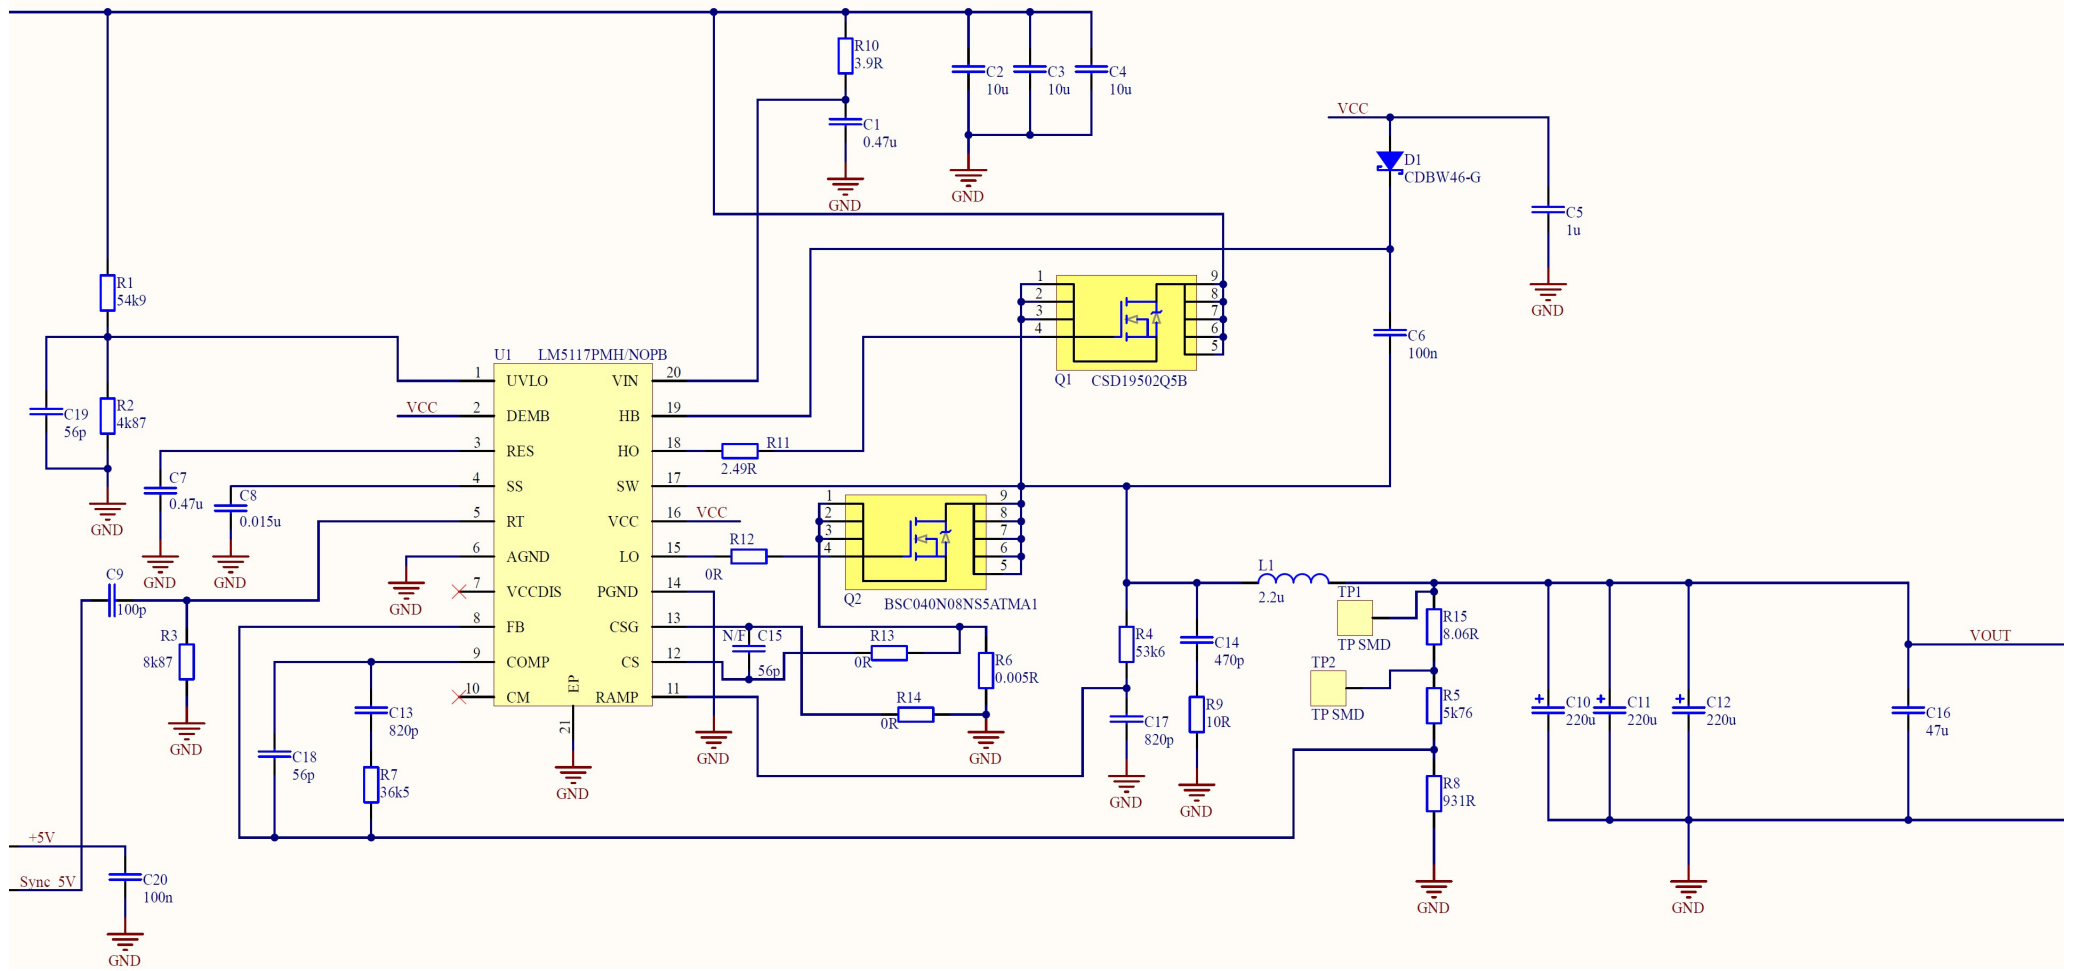 R10
3.9R
C2
10u
C3
10u
C4
10u
C1
0.47u
GND
GND
VCC
D1
CDBW46-G
C5
1u
GND
R1
54k9
1
2
3
4
9
8
7
6
5
Q1
CSD19502Q5B
C6
100n
U1
LM5117PMH/NOPB
1
UVLO
VIN
20
VCC
2
DEMB
HB
19
3
RES
HO
18
R11
2.49R
4
SS
SW
17
5
RT
VCC
16
VCC
6
AGND
LO
15
R12
0R
7
VCCDIS
PGND
14
8
FB
CSG
13
9
COMP
CS
12
10
CM
RAMP
11
EP
21
GND
C19
56p
R2
4k87
GND
C7
0.47u
GND
C8
0.015u
GND
GND
C9
100p
R3
8k87
GND
1
2
3
4
9
8
7
6
5
Q2
BSC040N08NS5ATMA1
N/F
C15
56p
R13
0R
R6
0.005R
R14
0R
GND
GND
R4
53k6
C14
470p
C17
820p
R9
10R
GND
GND
L1
2.2u
TP1
TP SMD
R15
8.06R
TP2
TP SMD
R5
5k76
R8
931R
GND
C10
220u
C11
220u
C12
220u
GND
VOUT
C16
47u
C13
820p
C18
56p
R7
36k5
+5V
Sync_5V
C20
100n
GND